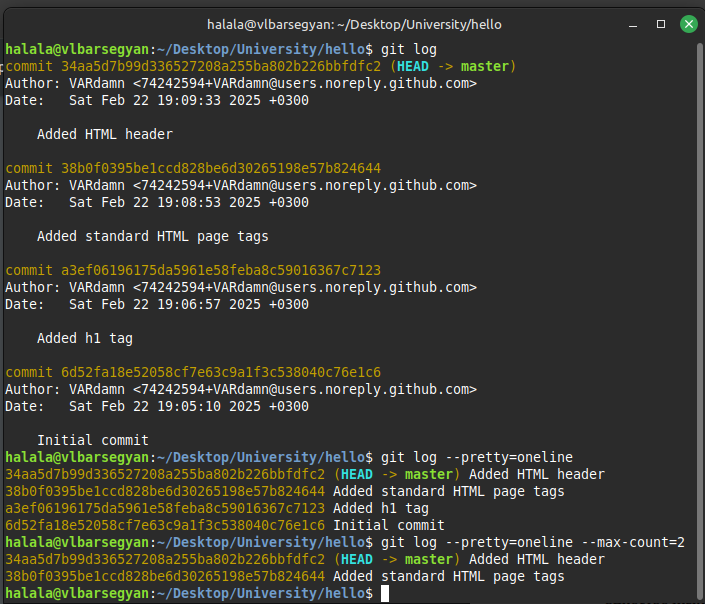 halala@vlbarsegyan: ~/Desktop/University/hello
halala@vlbarsegyan:~/Desktop/University/hello$ git log
commit 34aa5d7b99d336527208a255ba802b226bbfdfc2 (HEAD -> master)
Author: VARdamn <74242594+VARdamn@users.noreply.github.com>
Date:   Sat Feb 22 19:09:33 2025 +0300
    Added HTML header
commit 38b0f0395be1ccd828be6d30265198e57b824644
Author: VARdamn <74242594+VARdamn@users.noreply.github.com>
Date:   Sat Feb 22 19:08:53 2025 +0300
    Added standard HTML page tags
commit a3ef06196175da5961e58feba8c59016367c7123
Author: VARdamn <74242594+VARdamn@users.noreply.github.com>
Date:   Sat Feb 22 19:06:57 2025 +0300
    Added h1 tag
commit 6d52fa18e52058cf7e63c9a1f3c538040c76e1c6
Author: VARdamn <74242594+VARdamn@users.noreply.github.com>
Date:   Sat Feb 22 19:05:10 2025 +0300
    Initial commit
halala@vlbarsegyan:~/Desktop/University/hello$ git log --pretty=oneline
34aa5d7b99d336527208a255ba802b226bbfdfc2 (HEAD -> master) Added HTML header
38b0f0395be1ccd828be6d30265198e57b824644 Added standard HTML page tags
a3ef06196175da5961e58feba8c59016367c7123 Added h1 tag
6d52fa18e52058cf7e63c9a1f3c538040c76e1c6 Initial commit
halala@vlbarsegyan:~/Desktop/University/hello$ git log --pretty=oneline --max-count=2
34aa5d7b99d336527208a255ba802b226bbfdfc2 (HEAD -> master) Added HTML header
38b0f0395be1ccd828be6d30265198e57b824644 Added standard HTML page tags
halala@vlbarsegyan:~/Desktop/University/hello$